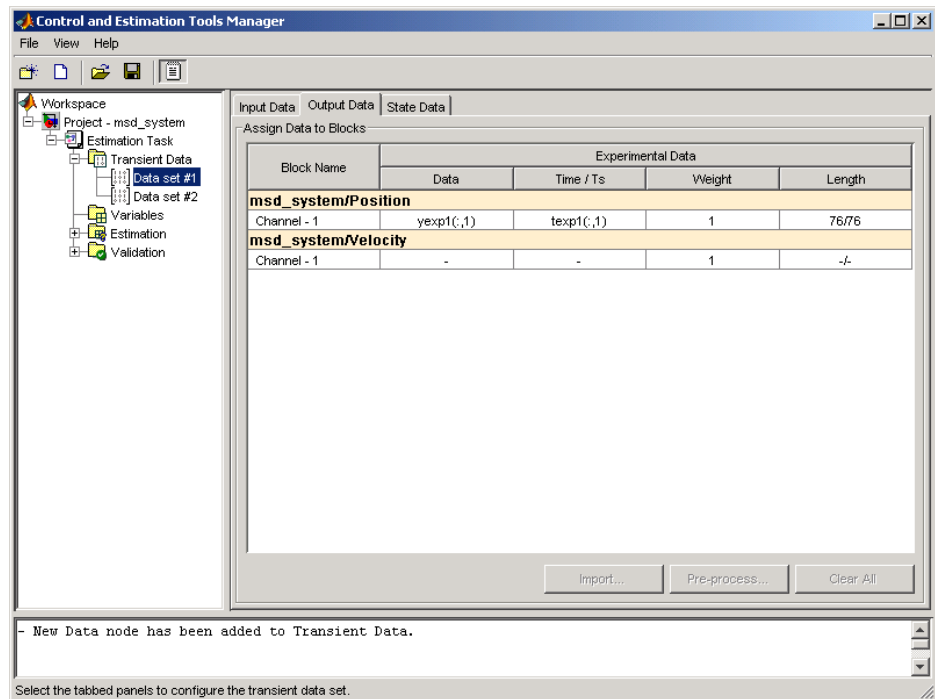 Control and Estimation Tools Manager
File View Help
Workspace
Project - msd_system
Estimation Task
Transient Data
Data set #1
Data set #2
Variables
Estimation
Validation
Input Data Output Data State Data
Assign Data to Blocks
Block Name Experimental Data
Data Time / Ts Weight Length
msd_system/Position
Channel - 1 yexp1(:,1) texp1(:,1) 1 76/76
msd_system/Velocity
Channel - 1 - - 1 -/-
Import... Pre-process... Clear All
- New Data node has been added to Transient Data.
Select the tabbed panels to configure the transient data set.